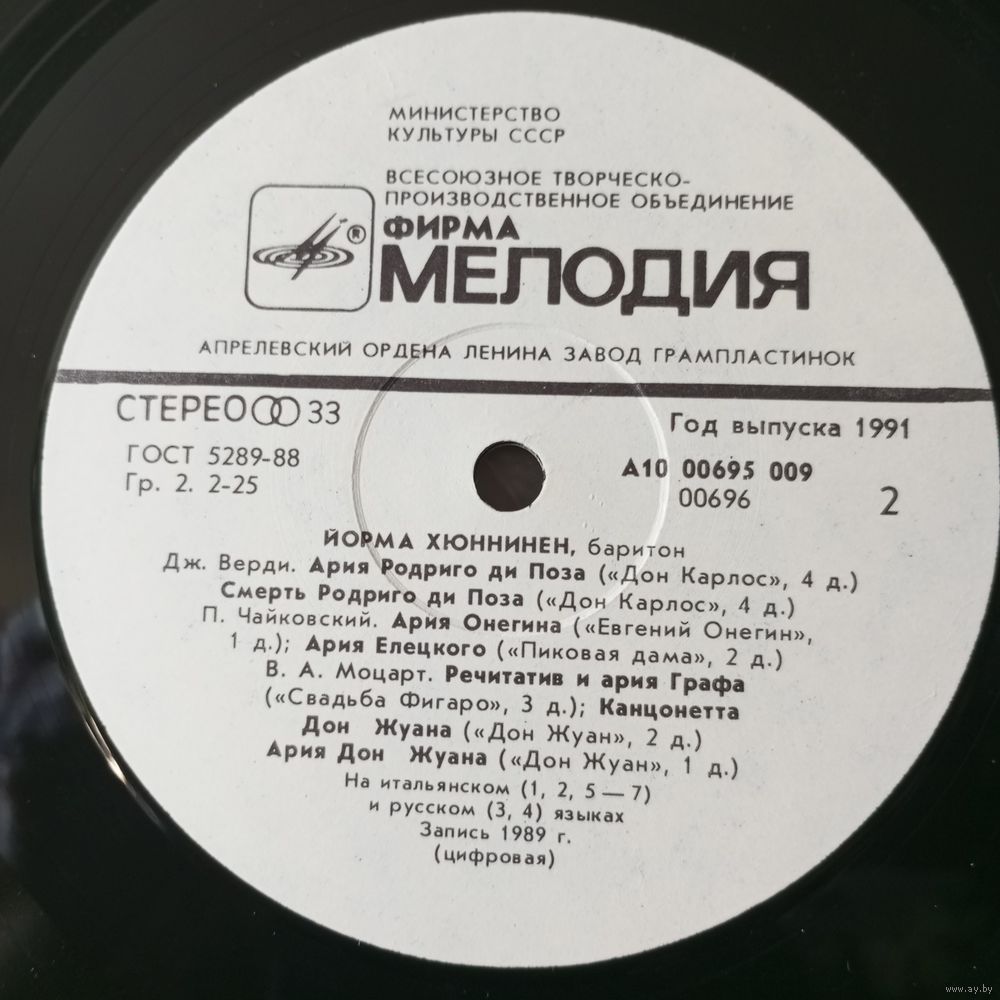 МИНИСТЕРСТВО
КУЛЬТУРЫ СССР
ВСЕСОЮЗНОЕ ТВОРЧЕСКО-
ПРОИЗВОДСТВЕННОЕ ОБЪЕДИНЕНИЕ
®
ФИРМА
МЕЛОДИЯ
АПРЕЛЕВСКИЙ ОРДЕНА ЛЕНИНА ЗАВОД ГРАМПЛАСТИНОК
СТЕРЕО 33
ГОСТ 5289-88
Гр. 2. 2-25
Год выпуска 1991
А10 00695 009
00696
2
ЙОРМА ХЮННИНЕН, баритон
Дж. Верди. Ария Родриго ди Поза («Дон Карлос», 4 д.)
Смерть Родриго ди Поза («Дон Карлос», 4 д.)
П. Чайковский. Ария Онегина («Евгений Онегин»,
1 д.); Ария Елецкого («Пиковая дама», 2 д.)
В. А. Моцарт. Речитатив и ария Графа
(«Свадьба Фигаро», 3 д.); Канцонетта
Дон Жуана («Дон Жуан», 2 д.)
Ария Дон Жуана («Дон Жуан», 1 д.)
На итальянском (1, 2, 5—7)
и русском (3, 4) языках
Запись 1989 г.
(цифровая)
www.ay.by